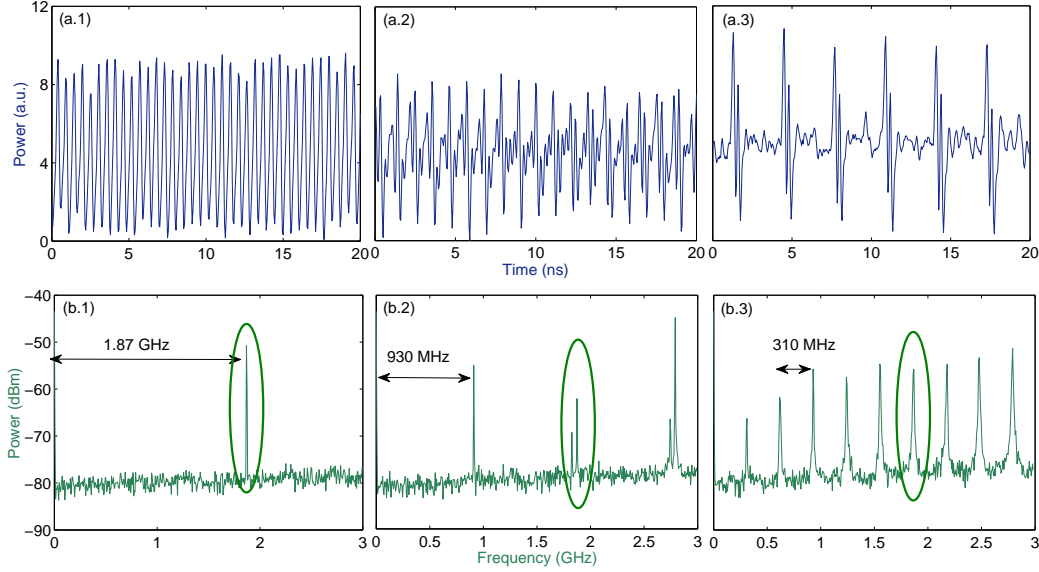 (a.1)
(a.2)
(a.3)
Power (a.u.)
12
8
4
0
0 5 10 15 20
0 5 10 15 20
0 5 10 15 20
Time (ns)
(b.1)
(b.2)
(b.3)
1.87 GHz
930 MHz
310 MHz
Power (dBm)
−40
−50
−60
−70
−80
−90
0 1 2 3
0 0.5 1 1.5 2 2.5 3
0 0.5 1 1.5 2 2.5 3
Frequency (GHz)